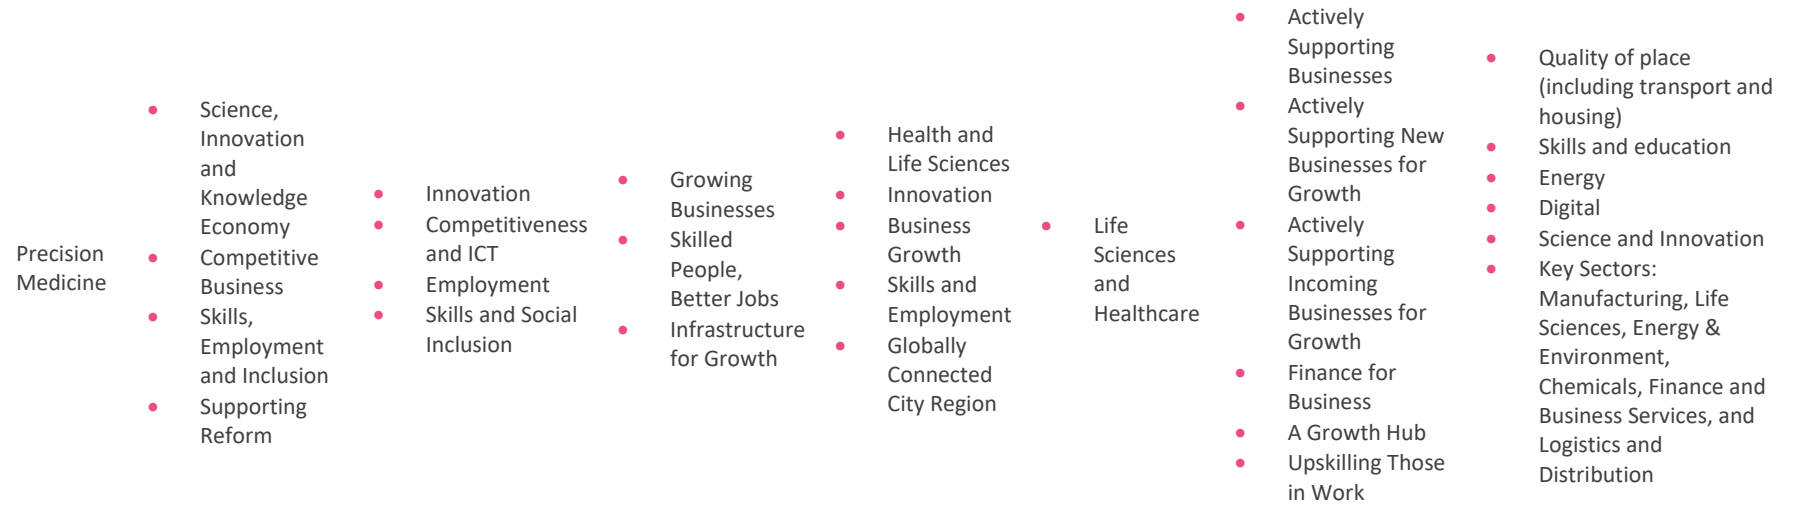 Precision
Medicine
• Science,
Innovation
and
Knowledge
Economy
• Competitive
Business
• Skills,
Employment
and Inclusion
• Supporting
Reform
• Innovation
• Competitiveness
and ICT
• Employment
• Skills and Social
Inclusion
• Growing
Businesses
• Skilled
People,
Better Jobs
• Infrastructure
for Growth
• Health and
Life Sciences
• Innovation
• Business
Growth
• Skills and
Employment
• Globally
Connected
City Region
• Life
Sciences
and
Healthcare
• Actively
Supporting
Businesses
• Actively
Supporting New
Businesses for
Growth
• Actively
Supporting
Incoming
Businesses for
Growth
• Finance for
Business
• A Growth Hub
• Upskilling Those
in Work
• Quality of place
(including transport and
housing)
• Skills and education
• Energy
• Digital
• Science and Innovation
• Key Sectors:
Manufacturing, Life
Sciences, Energy &
Environment,
Chemicals, Finance and
Business Services, and
Logistics and
Distribution